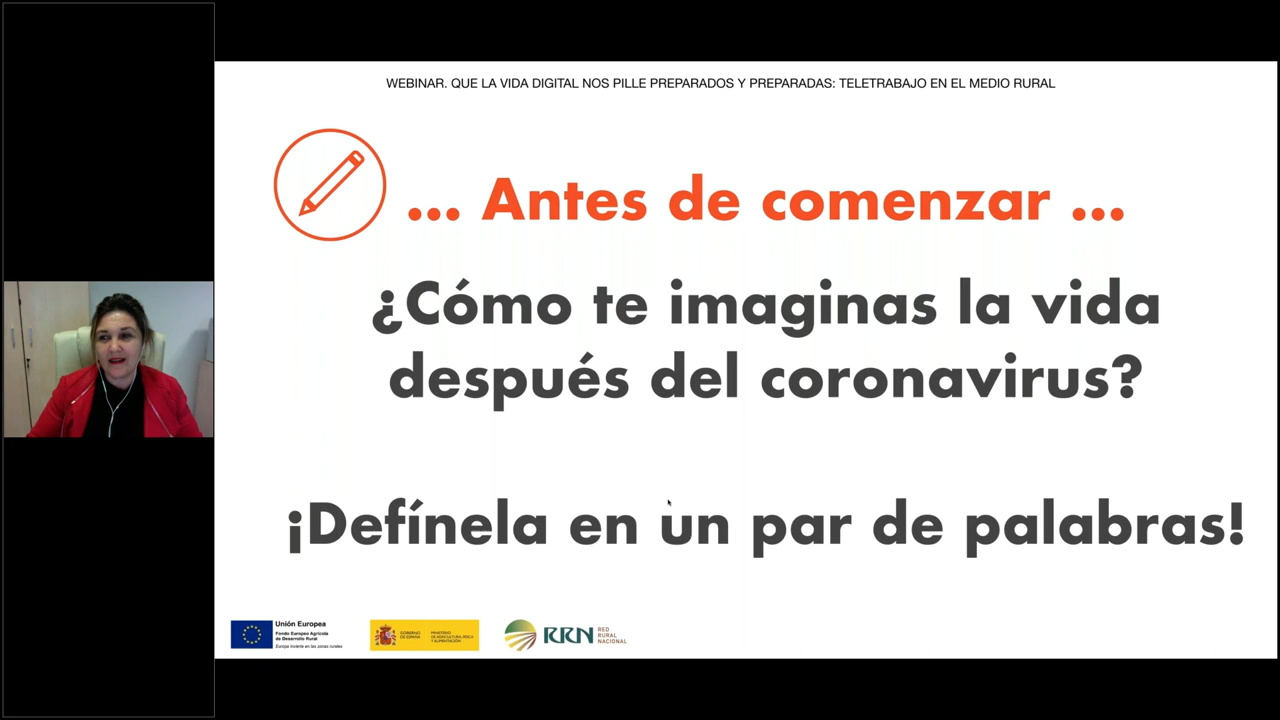 WEBINAR. QUE LA VIDA DIGITAL NOS PILLE PREPARADOS Y PREPARADAS: TELETRABAJO EN EL MEDIO RURAL
... Antes de comenzar ...
¿Cómo te imaginas la vida
después del coronavirus?
¡Defínela en un par de palabras!
Unión Europea
Fondo Europeo Agrícola
de Desarrollo Rural
Europa invierte en las zonas rurales
GOBIERNO
DE ESPAÑA
MINISTERIO
DE AGRICULTURA, PESCA
Y ALIMENTACIÓN
RRN
RED
RURAL
NACIONAL